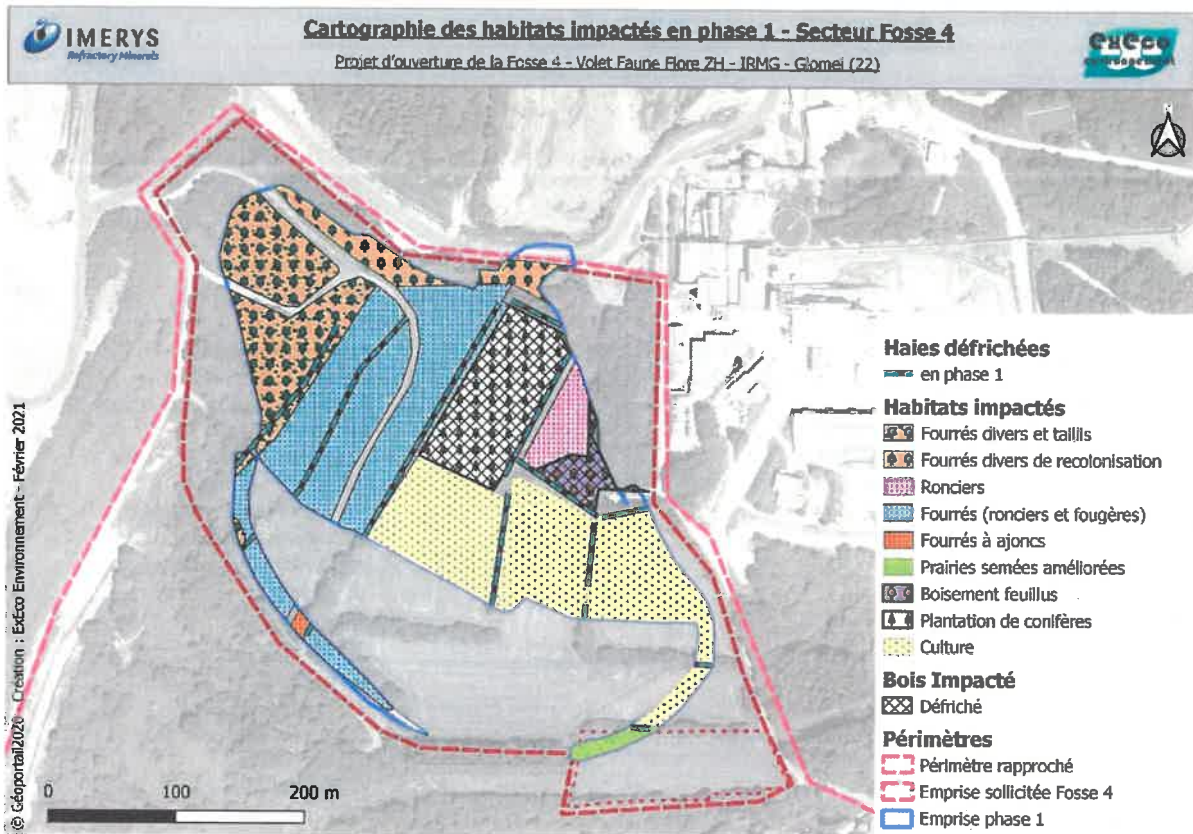 IMERYS
Refractory Minerals
Cartographie des habitats impactés en phase 1 - Secteur Fosse 4
Projet d'ouverture de la Fosse 4 - Volet Faune Flore ZH - IRMG - Glomel (22)
ExEco
environnement
Haies défrichées
en phase 1
Habitats impactés
Fourrés divers et taillis
Fourrés divers de recolonisation
Ronciers
Fourrés (ronciers et fougères)
Fourrés à ajoncs
Prairies semées améliorées
Boisement feuillus
Plantation de conifères
Culture
Bois Impacté
Défriché
Périmètres
Périmètre rapproché
Emprise sollicitée Fosse 4
Emprise phase 1
0 100 200 m
© Géoportail2020 Création : ExEco Environnement - Février 2021